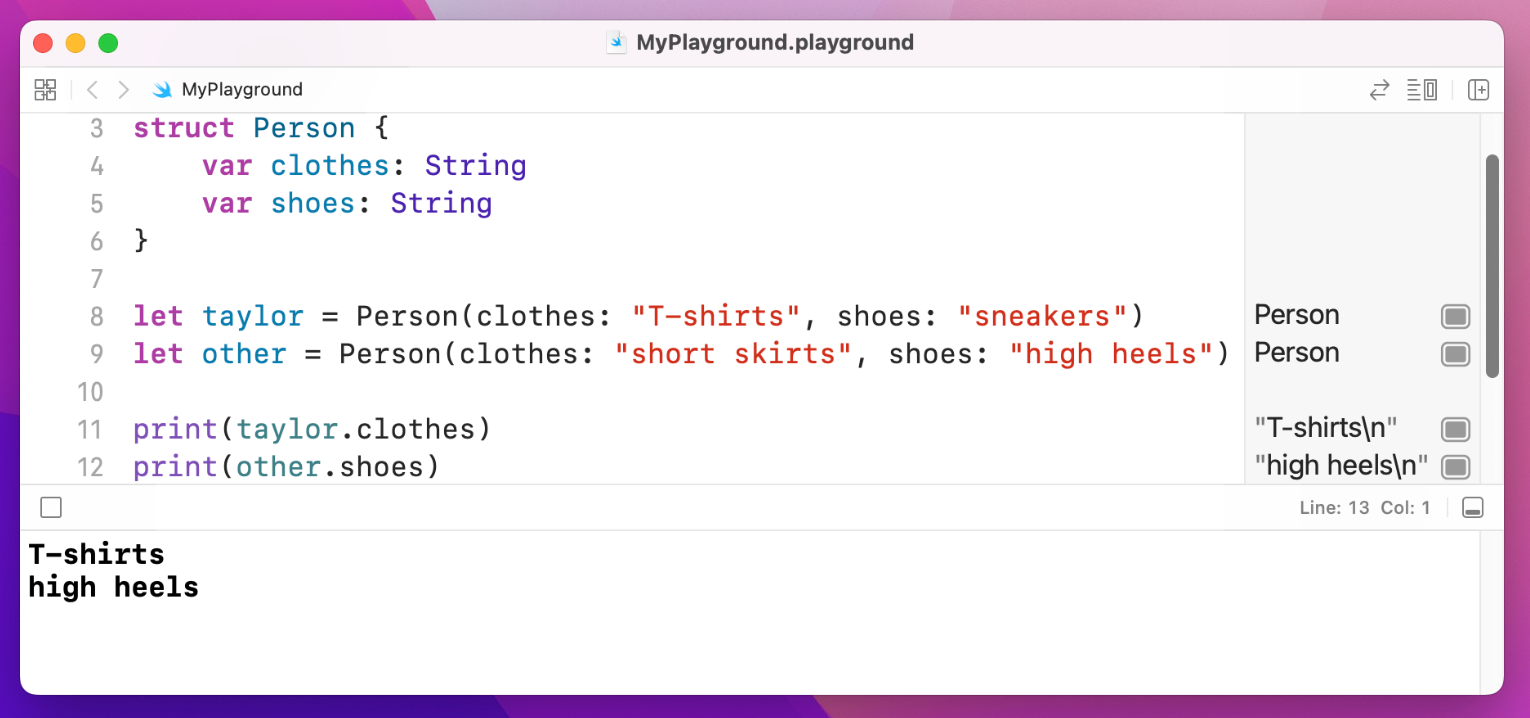 MyPlayground.playground
MyPlayground
3 struct Person {
4     var clothes: String
5     var shoes: String
6 }
7
8 let taylor = Person(clothes: "T-shirts", shoes: "sneakers") Person
9 let other = Person(clothes: "short skirts", shoes: "high heels") Person
10
11 print(taylor.clothes) "T-shirts\n"
12 print(other.shoes) "high heels\n"
Line: 13 Col: 1
T-shirts
high heels